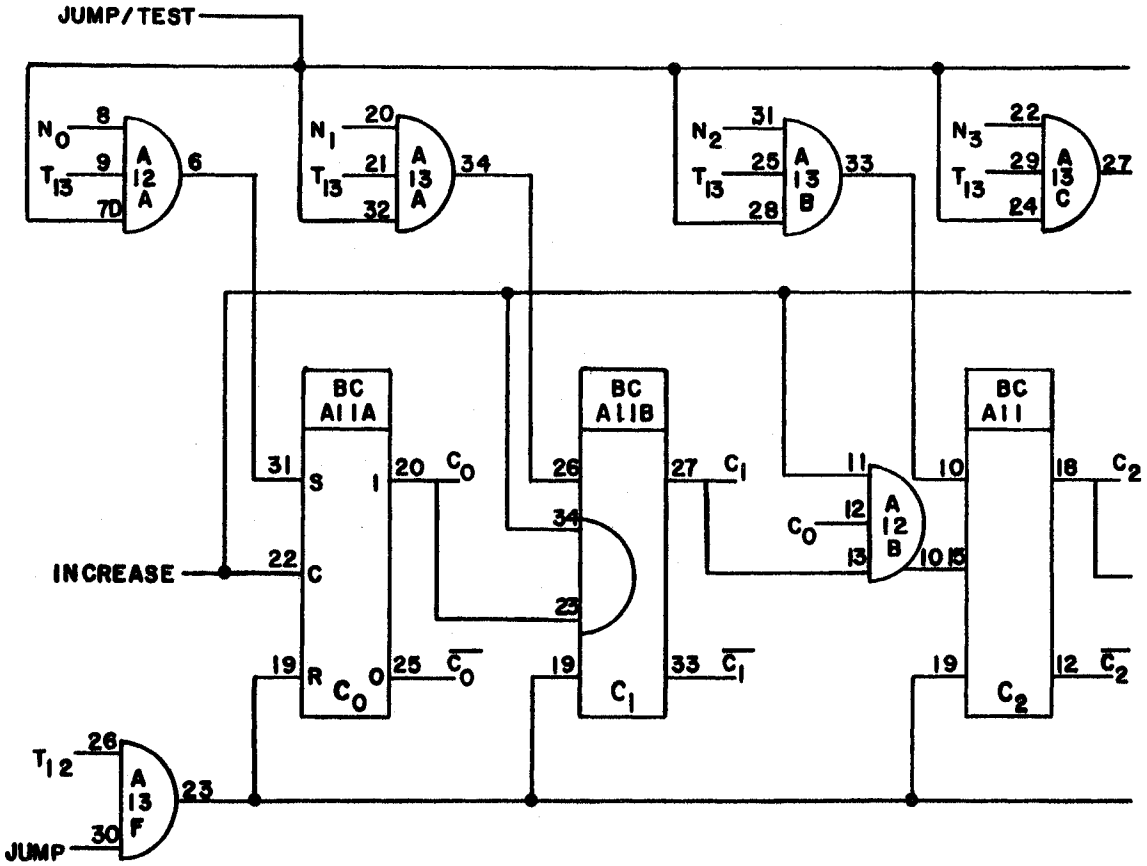 JUMP/TEST
N0 8
T13 9
7D
A 12 A
6
N1 20
T13 21
32
A 13 A
34
N2 31
T13 25
28
A 13 B
33
N3 22
T13 29
24
A 13 C
27
BC
A11A
31 S
1 20 C0
INCREASE 22 C
19 R
C0
0 25 C̅0
BC
A11B
26
27 C1
34
23
19
C1
33 C̅1
11
C0 12
13
A 12 B
10 15
BC
A11
10
18 C2
19
C2
12 C̅2
T12 26
JUMP 30
A 13 F
23